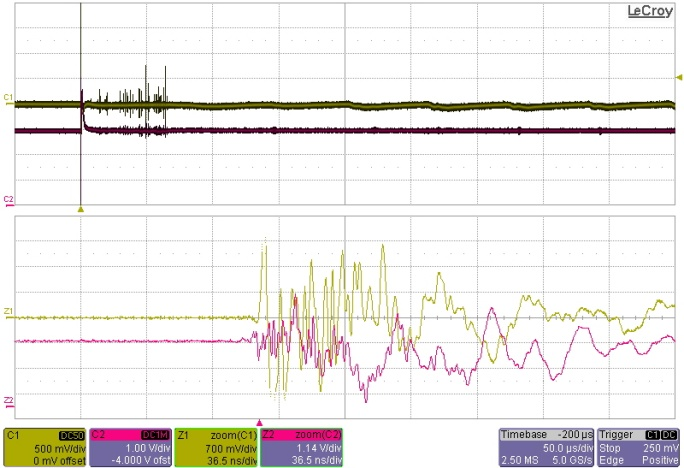 LeCroy
C1
C2
Z1
Z2
C1 DC50
500 mV/div
0 mV offset
C2 DC1M
1.00 V/div
-4.000 V ofst
Z1 zoom(C1)
700 mV/div
36.5 ns/div
Z2 zoom(C2)
1.14 V/div
36.5 ns/div
Timebase -200 µs
50.0 µs/div
2.50 MS 5.0 GS/s
Trigger C1 DC
Stop 250 mV
Edge Positive